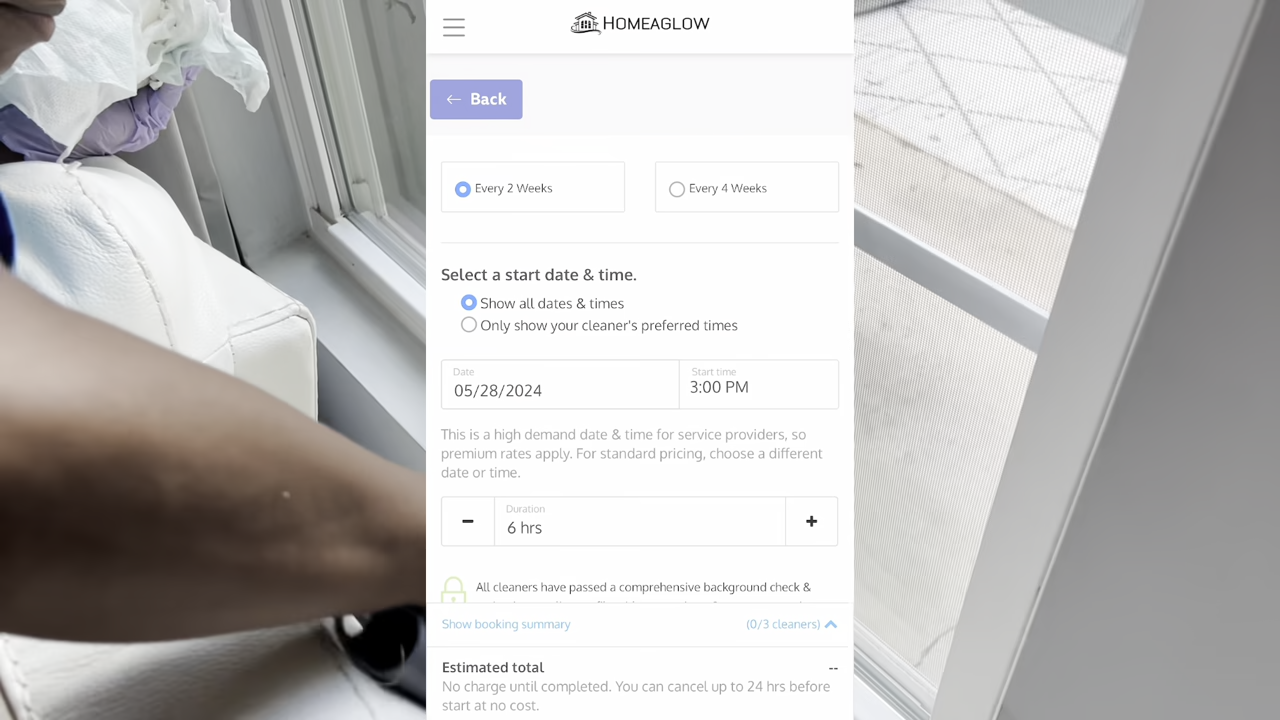 HOMEAGLOW
← Back
Every 2 Weeks
Every 4 Weeks
Select a start date & time.
Show all dates & times
Only show your cleaner's preferred times
Date
Start time
05/28/2024
3:00 PM
This is a high demand date & time for service providers, so
premium rates apply. For standard pricing, choose a different
date or time.
Duration
6 hrs
All cleaners have passed a comprehensive background check &
Show booking summary
(0/3 cleaners)
Estimated total
--
No charge until completed. You can cancel up to 24 hrs before
start at no cost.